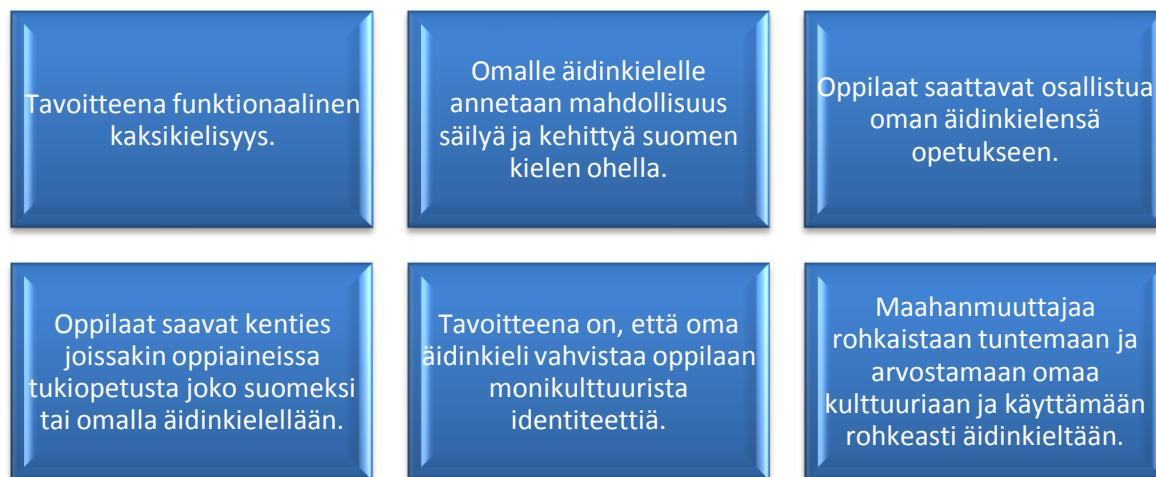 Tavoitteena funktionaalinen
kaksikielisyys.
Omalle äidinkielelle
annetaan mahdollisuus
säilyä ja kehittyä suomen
kielen ohella.
Oppilaat saattavat osallistua
oman äidinkielensä
opetukseen.
Oppilaat saavat kenties
joissakin oppiaineissa
tukiopetusta joko suomeksi
tai omalla äidinkielellään.
Tavoitteena on, että oma
äidinkieli vahvistaa oppilaan
monikulttuurista
identiteettiä.
Maahanmuuttajaa
rohkaistaan tuntemaan ja
arvostamaan omaa
kulttuuriaan ja käyttämään
rohkeasti äidinkieltään.